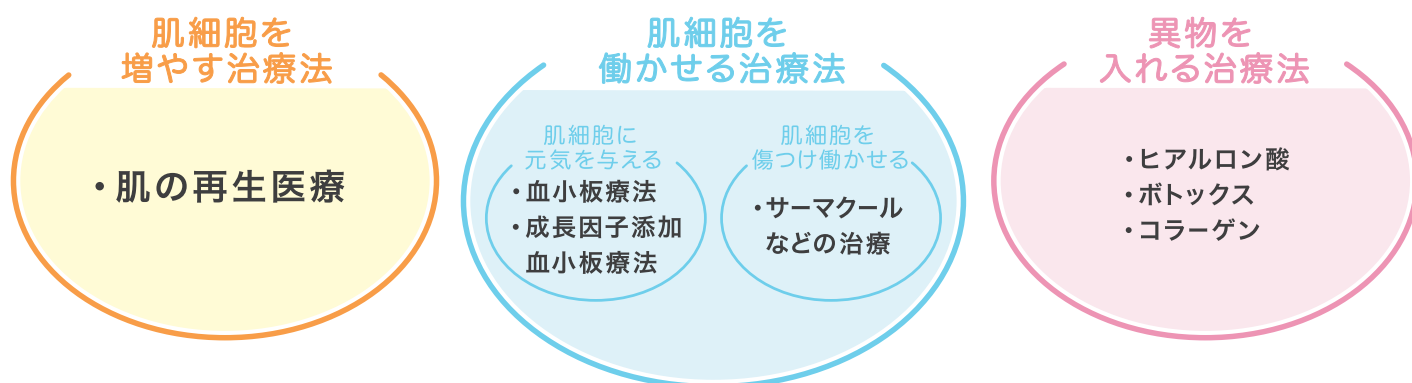 肌細胞を
増やす治療法
・肌の再生医療
肌細胞を
働かせる治療法
肌細胞に
元気を与える
・血小板療法
・成長因子添加
血小板療法
肌細胞を
傷つけ働かせる
・サーマクール
などの治療
異物を
入れる治療法
・ヒアルロン酸
・ボトックス
・コラーゲン